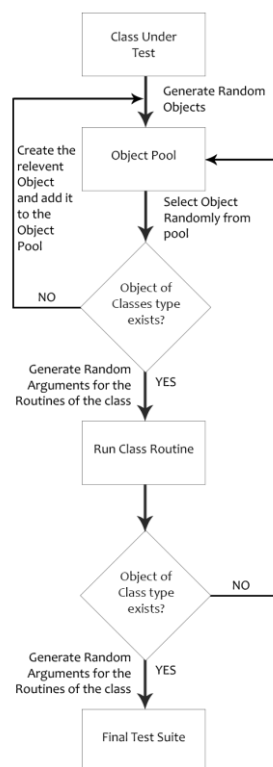 Class Under
Test
Generate Random
Objects
Create the
relevent
Object
and add it
to the
Object
Pool
Object Pool
Select Object
Randomly from
pool
Object of
Classes type
exists?
NO
Generate Random
Arguments for the
Routines of the class
YES
Run Class Routine
Object of
Class type
exists?
NO
Generate Random
Arguments for the
Routines of the class
YES
Final Test Suite